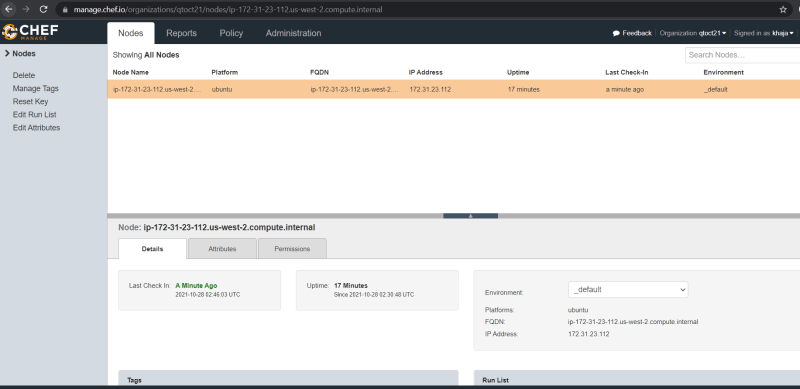 manage.chef.io/organizations/qtoct21/nodes/ip-172-31-23-112.us-west-2.compute.internal
CHEF
MANAGE
Nodes Reports Policy Administration
Feedback Organization qtoct21 Signed in as khaja
Nodes
Delete
Manage Tags
Reset Key
Edit Run List
Edit Attributes
Showing All Nodes
Search Nodes...
Node Name Platform FQDN IP Address Uptime Last Check-In Environment
ip-172-31-23-112.us-west-2.... ubuntu ip-172-31-23-112.us-west-2.... 172.31.23.112 17 minutes a minute ago _default
Node: ip-172-31-23-112.us-west-2.compute.internal
Details Attributes Permissions
Last Check In: A Minute Ago
2021-10-28 02:46:03 UTC
Uptime: 17 Minutes
Since 2021-10-28 02:30:48 UTC
Environment: _default
Platforms: ubuntu
FQDN: ip-172-31-23-112.us-west-2.compute.internal
IP Address: 172.31.23.112
Tags
Run List